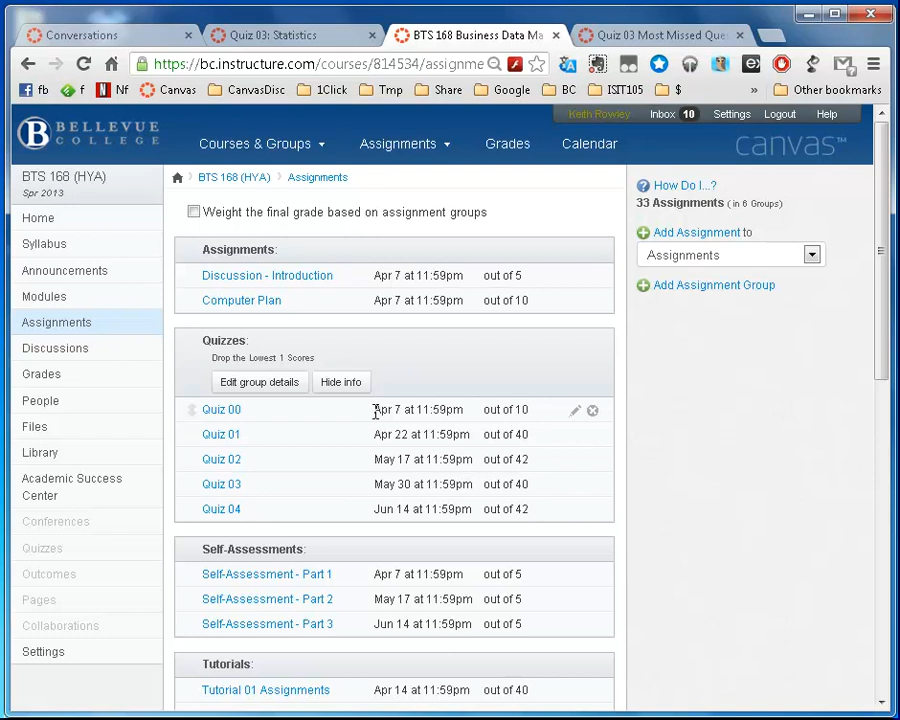 Conversations
Quiz 03: Statistics
BTS 168 Business Data Ma
Quiz 03 Most Missed Que
https://bc.instructure.com/courses/814534/assignme
fb
f
Nf
Canvas
CanvasDisc
1Click
Tmp
Share
Google
BC
ISIT105
$
»
Other bookmarks
Keith Rowley
Inbox 10
Settings
Logout
Help
B BELLEVUE COLLEGE
Courses & Groups
Assignments
Grades
Calendar
canvas™
BTS 168 (HYA)
Spr 2013
Home
Syllabus
Announcements
Modules
Assignments
Discussions
Grades
People
Files
Library
Academic Success
Center
Conferences
Quizzes
Outcomes
Pages
Collaborations
Settings
BTS 168 (HYA)
Assignments
Weight the final grade based on assignment groups
Assignments:
Discussion - Introduction Apr 7 at 11:59pm out of 5
Computer Plan Apr 7 at 11:59pm out of 10
Quizzes:
Drop the Lowest 1 Scores
Edit group details
Hide info
Quiz 00 Apr 7 at 11:59pm out of 10
Quiz 01 Apr 22 at 11:59pm out of 40
Quiz 02 May 17 at 11:59pm out of 42
Quiz 03 May 30 at 11:59pm out of 40
Quiz 04 Jun 14 at 11:59pm out of 42
Self-Assessments:
Self-Assessment - Part 1 Apr 7 at 11:59pm out of 5
Self-Assessment - Part 2 May 17 at 11:59pm out of 5
Self-Assessment - Part 3 Jun 14 at 11:59pm out of 5
Tutorials:
Tutorial 01 Assignments Apr 14 at 11:59pm out of 40
How Do I...?
33 Assignments ( in 6 Groups)
Add Assignment to
Assignments
Add Assignment Group